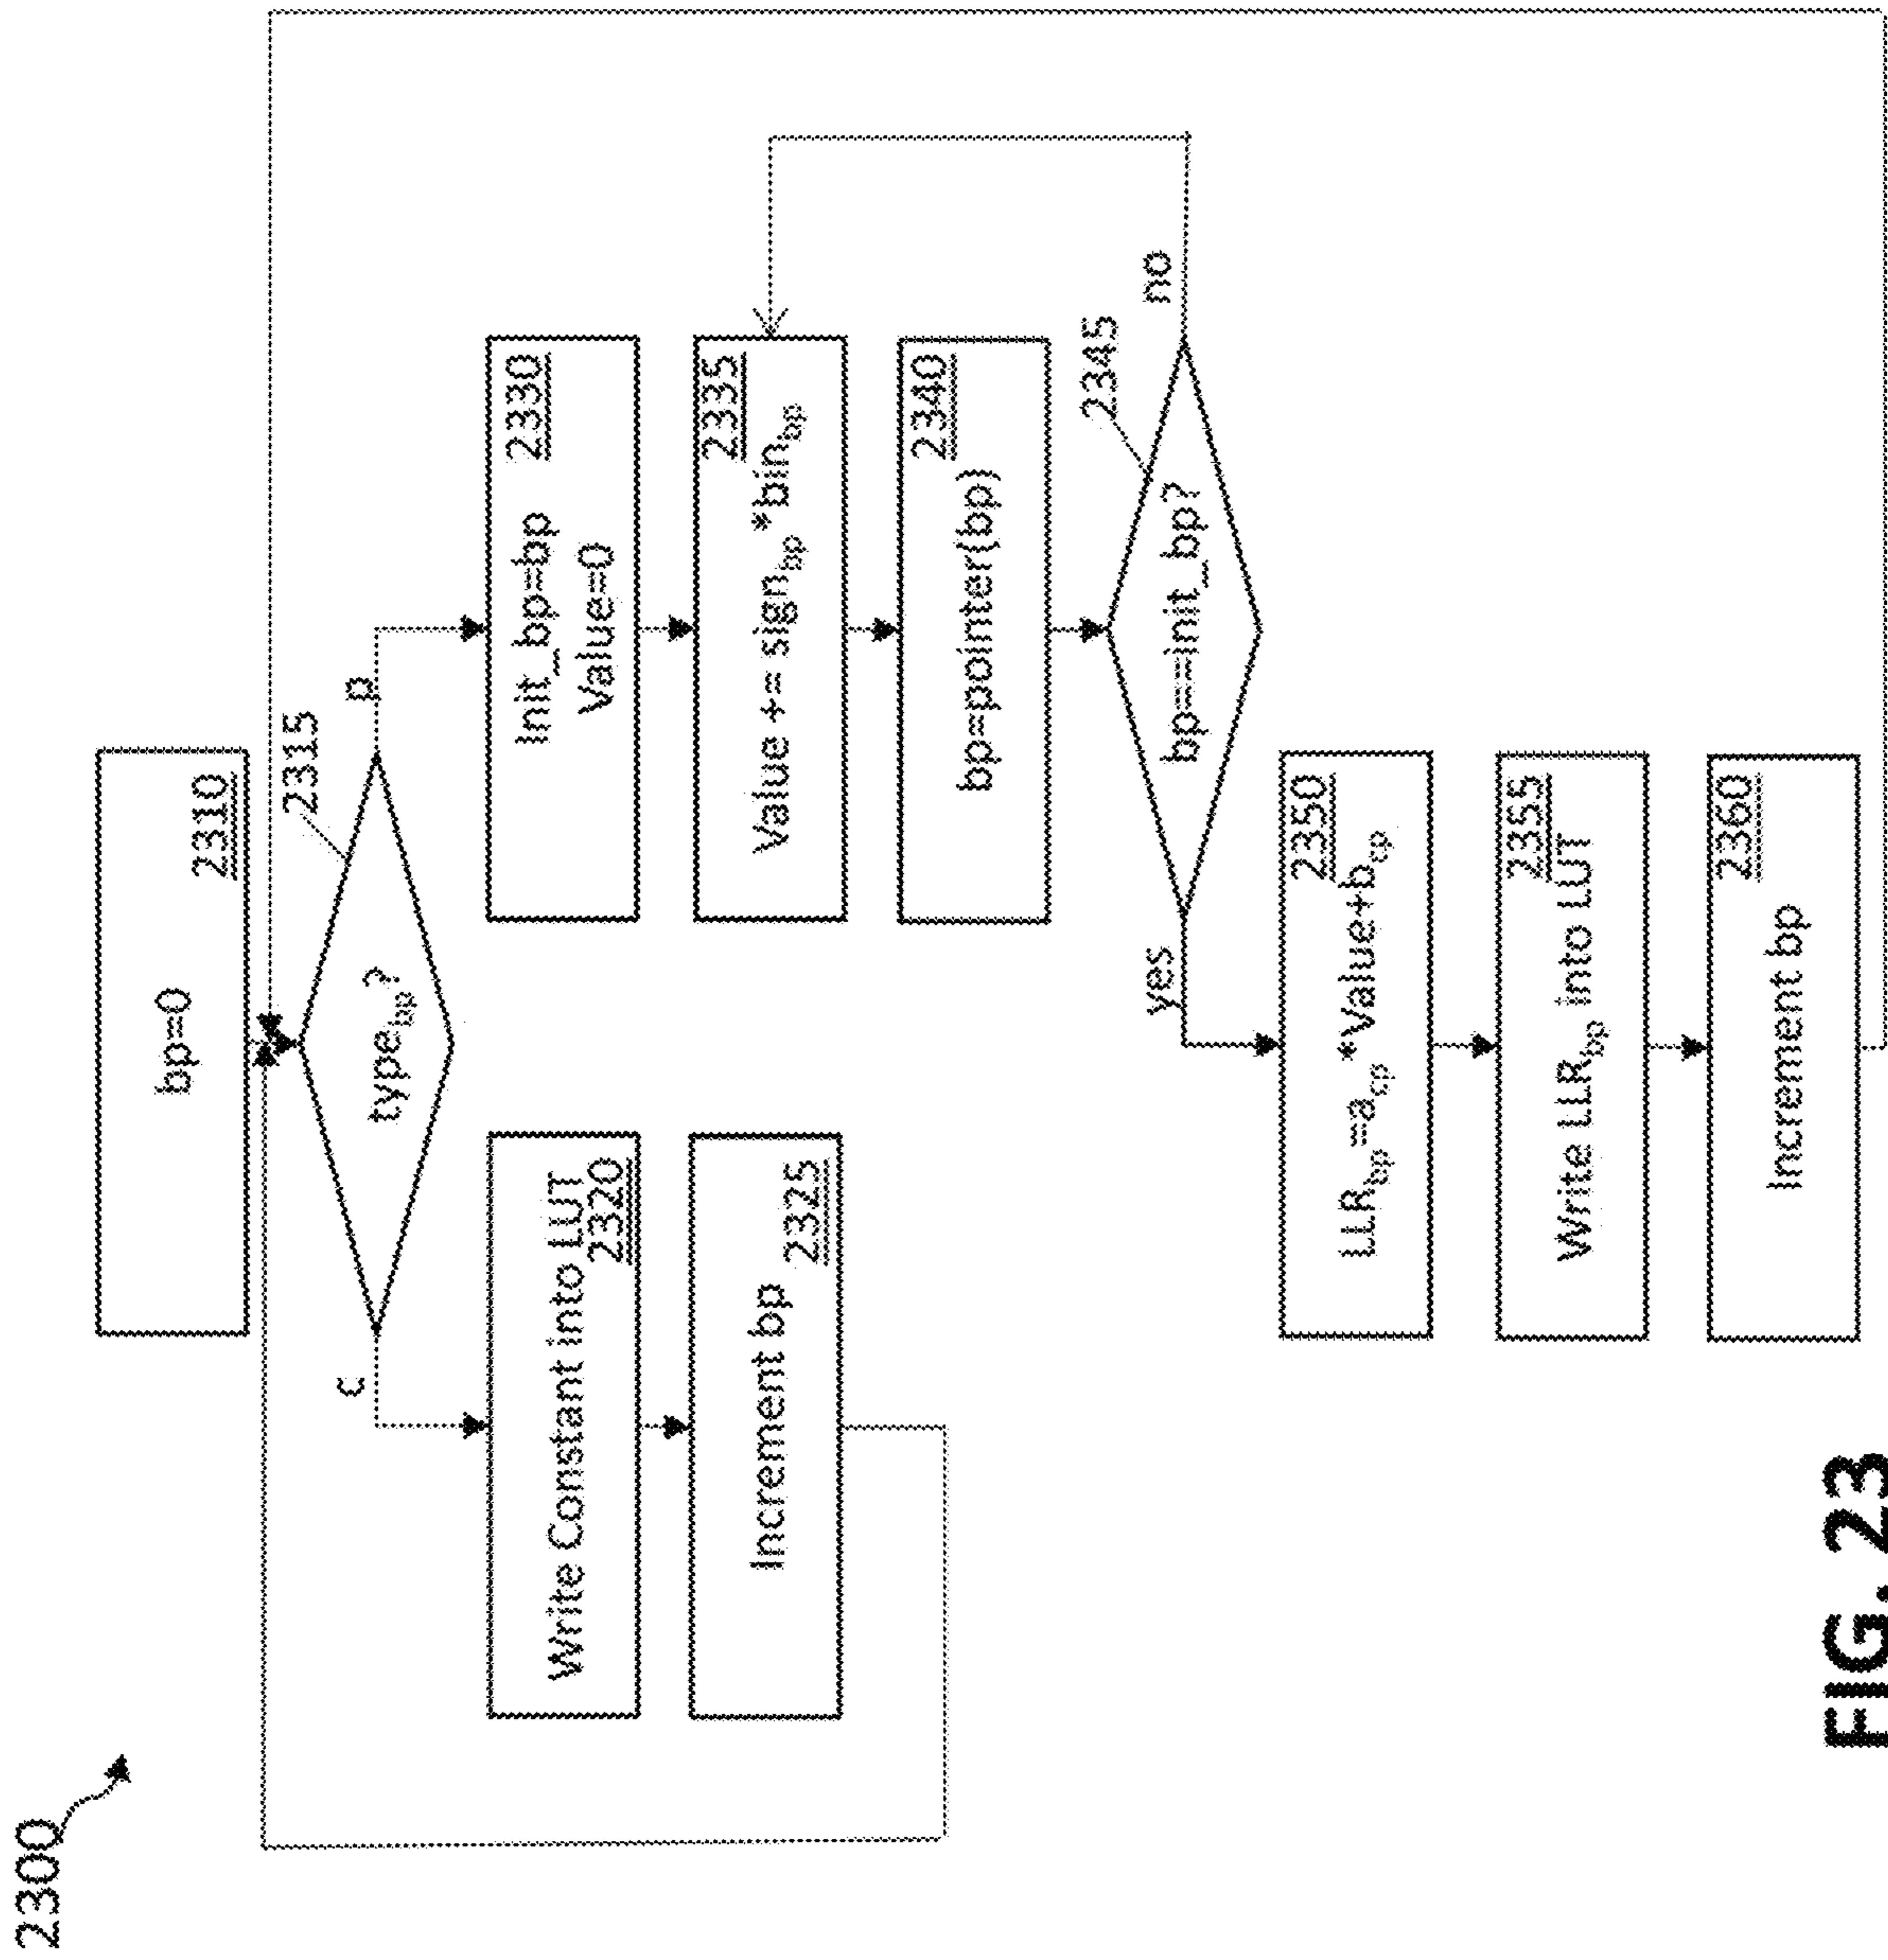 2300
bp=0
2310
2315
type_bp?
c
p
Write Constant into LUT
2320
Increment bp
2325
Init_bp=bp
2330
Value=0
2335
Value += sign_bp *bin_bp
2340
bp=pointer(bp)
2345
bp==init_bp?
no
yes
2350
LLR_bp=a_cp *Value+b_cp
2355
Write LLR_bp into LUT
2360
Increment bp
FIG. 23